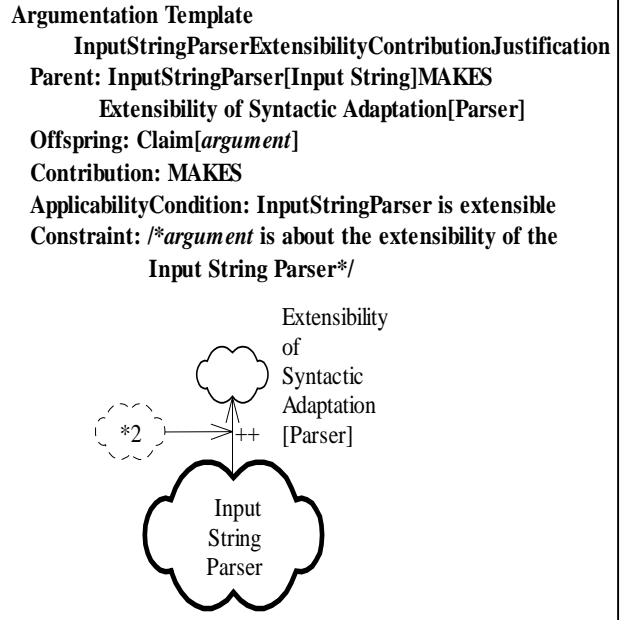 Argumentation Template
InputStringParserExtensibilityContributionJustification
Parent: InputStringParser[Input String]MAKES
Extensibility of Syntactic Adaptation[Parser]
Offspring: Claim[argument]
Contribution: MAKES
ApplicabilityCondition: InputStringParser is extensible
Constraint: /*argument is about the extensibility of the
Input String Parser*/
Extensibility
of
Syntactic
Adaptation
[Parser]
*2
++
Input
String
Parser